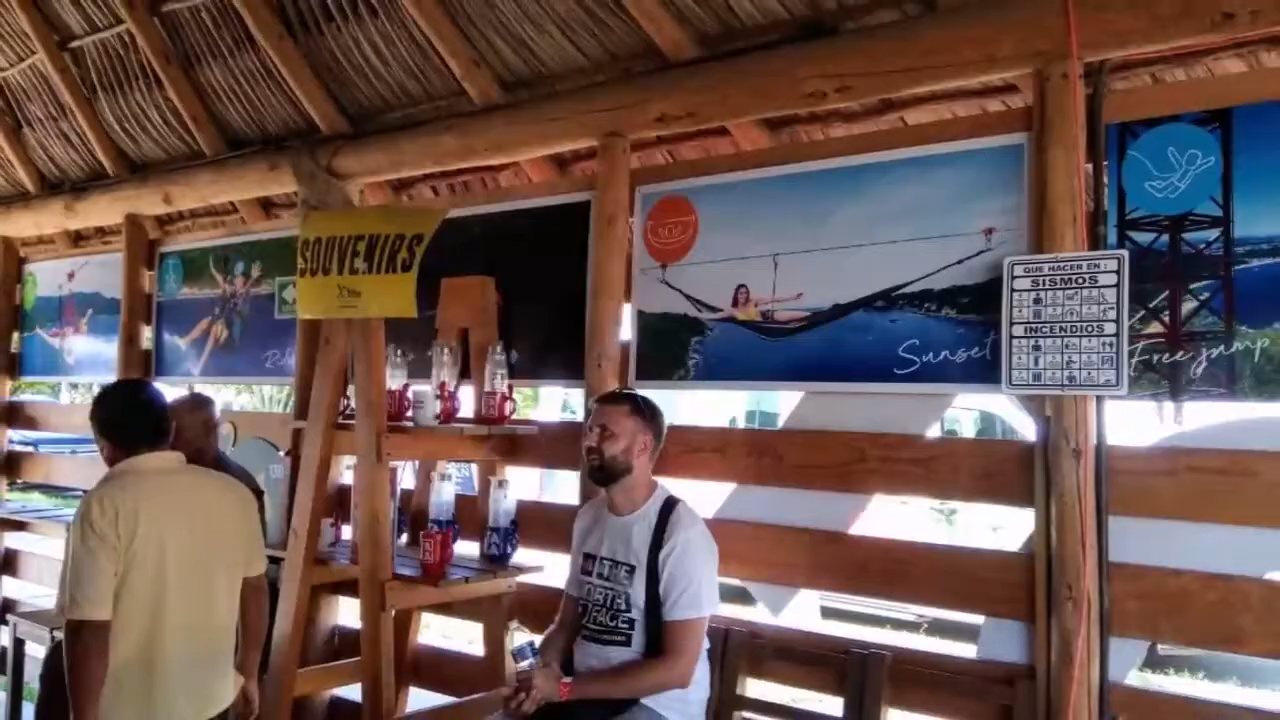 SOUVENIRS
Sunset
QUE HACER EN :
SISMOS
INCENDIOS
Free jump
THE
NORTH
FACE